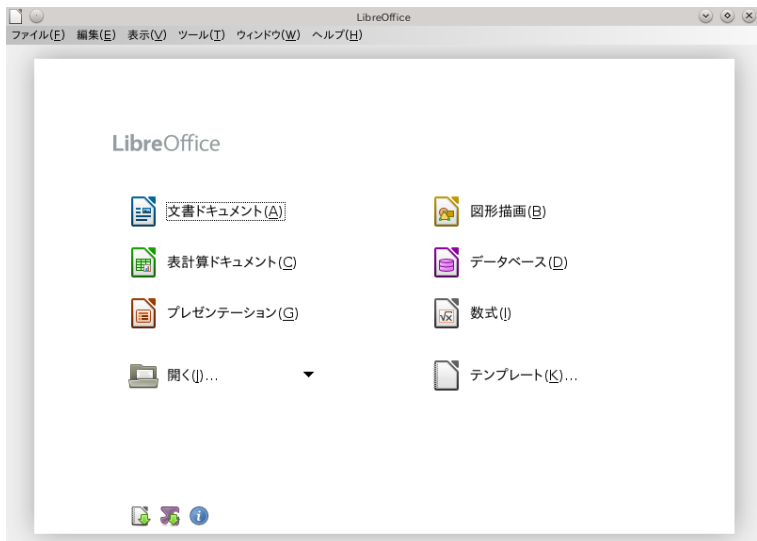 LibreOffice
ファイル(F) 編集(E) 表示(V) ツール(T) ウィンドウ(W) ヘルプ(H)
LibreOffice
文書ドキュメント(A)
図形描画(B)
表計算ドキュメント(C)
データベース(D)
プレゼンテーション(G)
数式(I)
開く(J)...
テンプレート(K)...